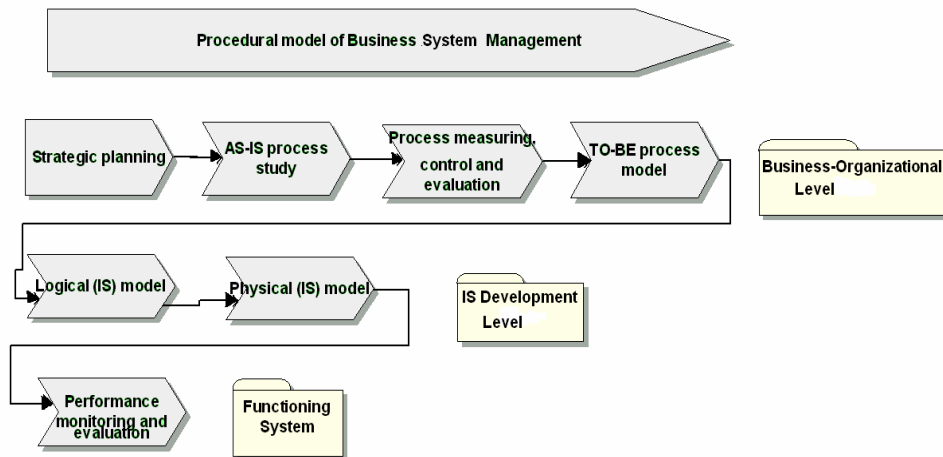 Procedural model of Business System Management
Strategic planning
AS-IS process
study
Process measuring,
control and
evaluation
TO-BE process
model
Business-Organizational
Level
Logical (IS) model
Physical (IS) model
IS Development
Level
Performance
monitoring and
evaluation
Functioning
System